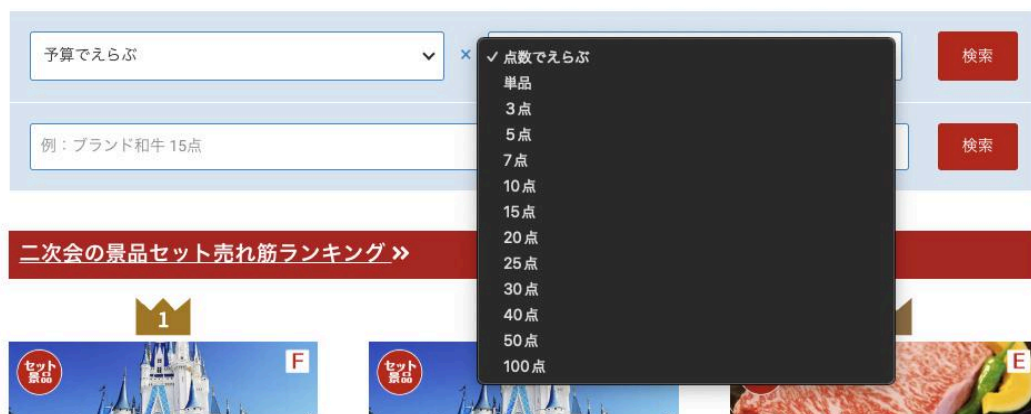 予算でえらぶ
×
✓ 点数でえらぶ
検索
単品
3点
5点
7点
10点
15点
20点
25点
30点
40点
50点
100点
例：ブランド和牛 15点
検索
二次会の景品セット売れ筋ランキング »
1
セット
景品
F
セット
景品
E